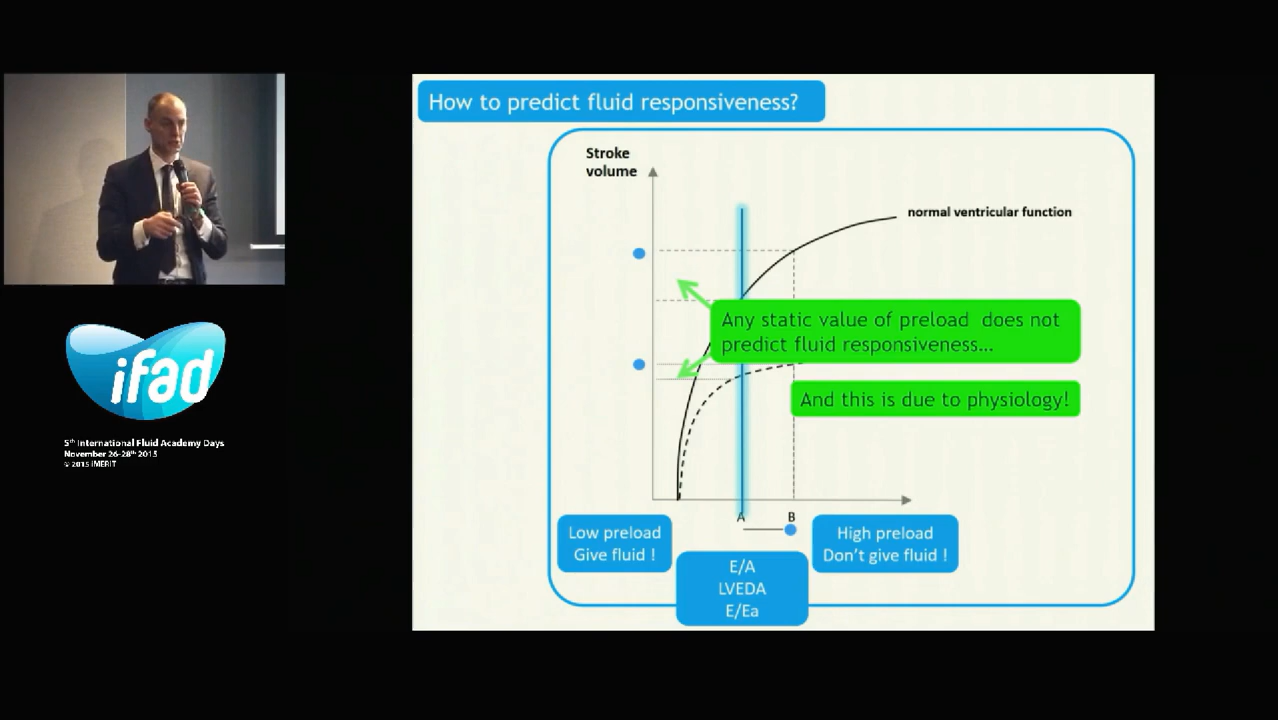 How to predict fluid responsiveness?
Stroke
volume
normal ventricular function
Any static value of preload does not
predict fluid responsiveness...
And this is due to physiology!
A B
Low preload
Give fluid !
High preload
Don't give fluid !
E/A
LVEDA
E/Ea
ifad
5th International Fluid Academy Days
November 26-28th 2015
© 2015 iMERiT